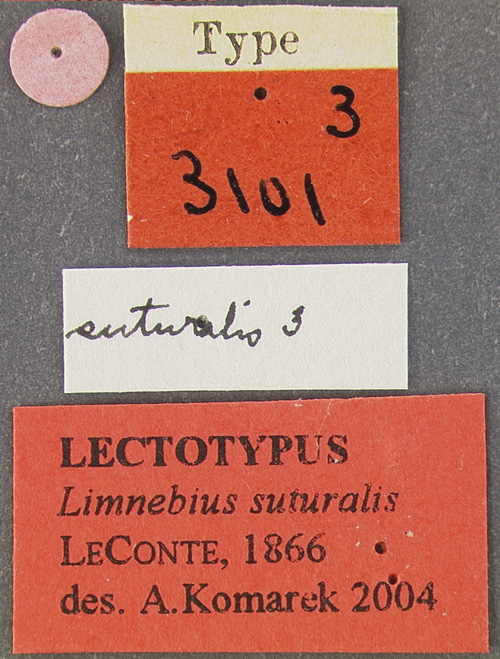 Type
3
3101
suturalis 3
LECTOTYPUS
Limnebius suturalis
LECONTE, 1866
des. A.Komarek 2004